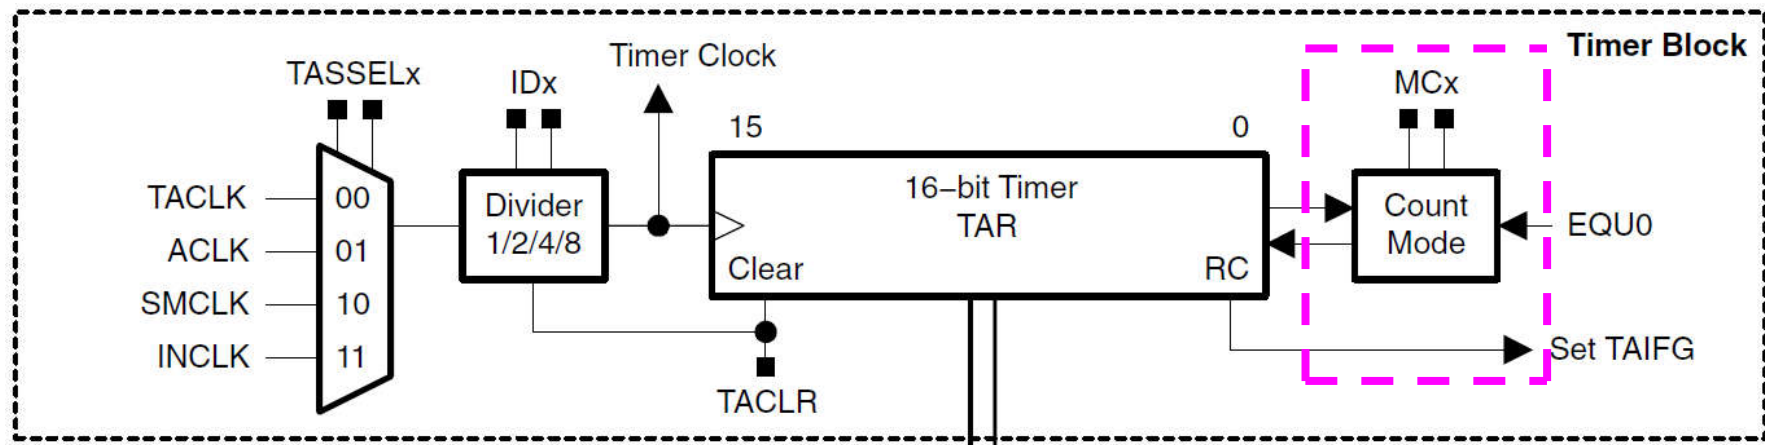 Timer Block
Timer Clock
TASSELx
IDx
MCx
15
0
TACLK
00
ACLK
01
SMCLK
10
INCLK
11
Divider
1/2/4/8
16−bit Timer
TAR
Clear
RC
Count
Mode
EQU0
Set TAIFG
TACLR